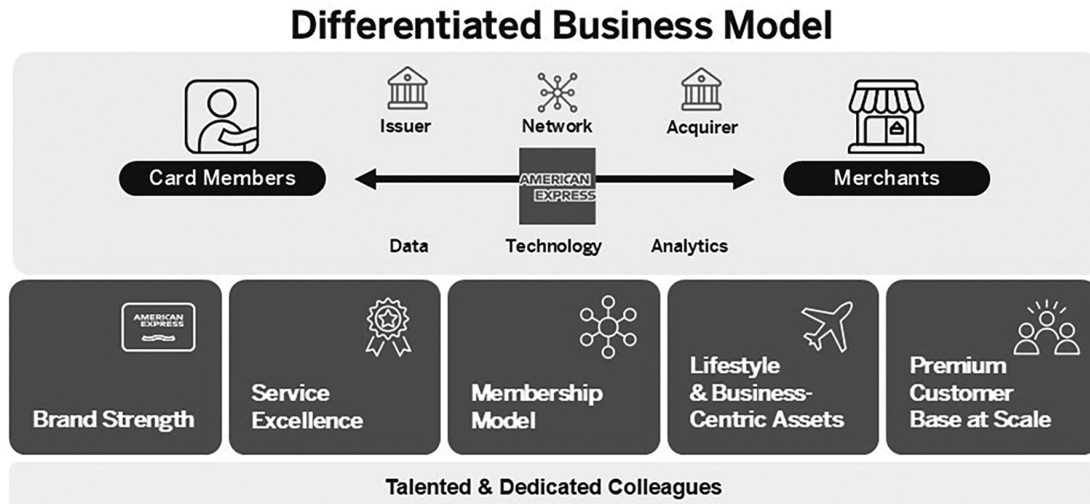 Differentiated Business Model
Issuer
Network
Acquirer
Card Members
AMERICAN
EXPRESS
Merchants
Data
Technology
Analytics
AMERICAN
EXPRESS
Brand Strength
Service
Excellence
Membership
Model
Lifestyle
& Business-
Centric Assets
Premium
Customer
Base at Scale
Talented & Dedicated Colleagues